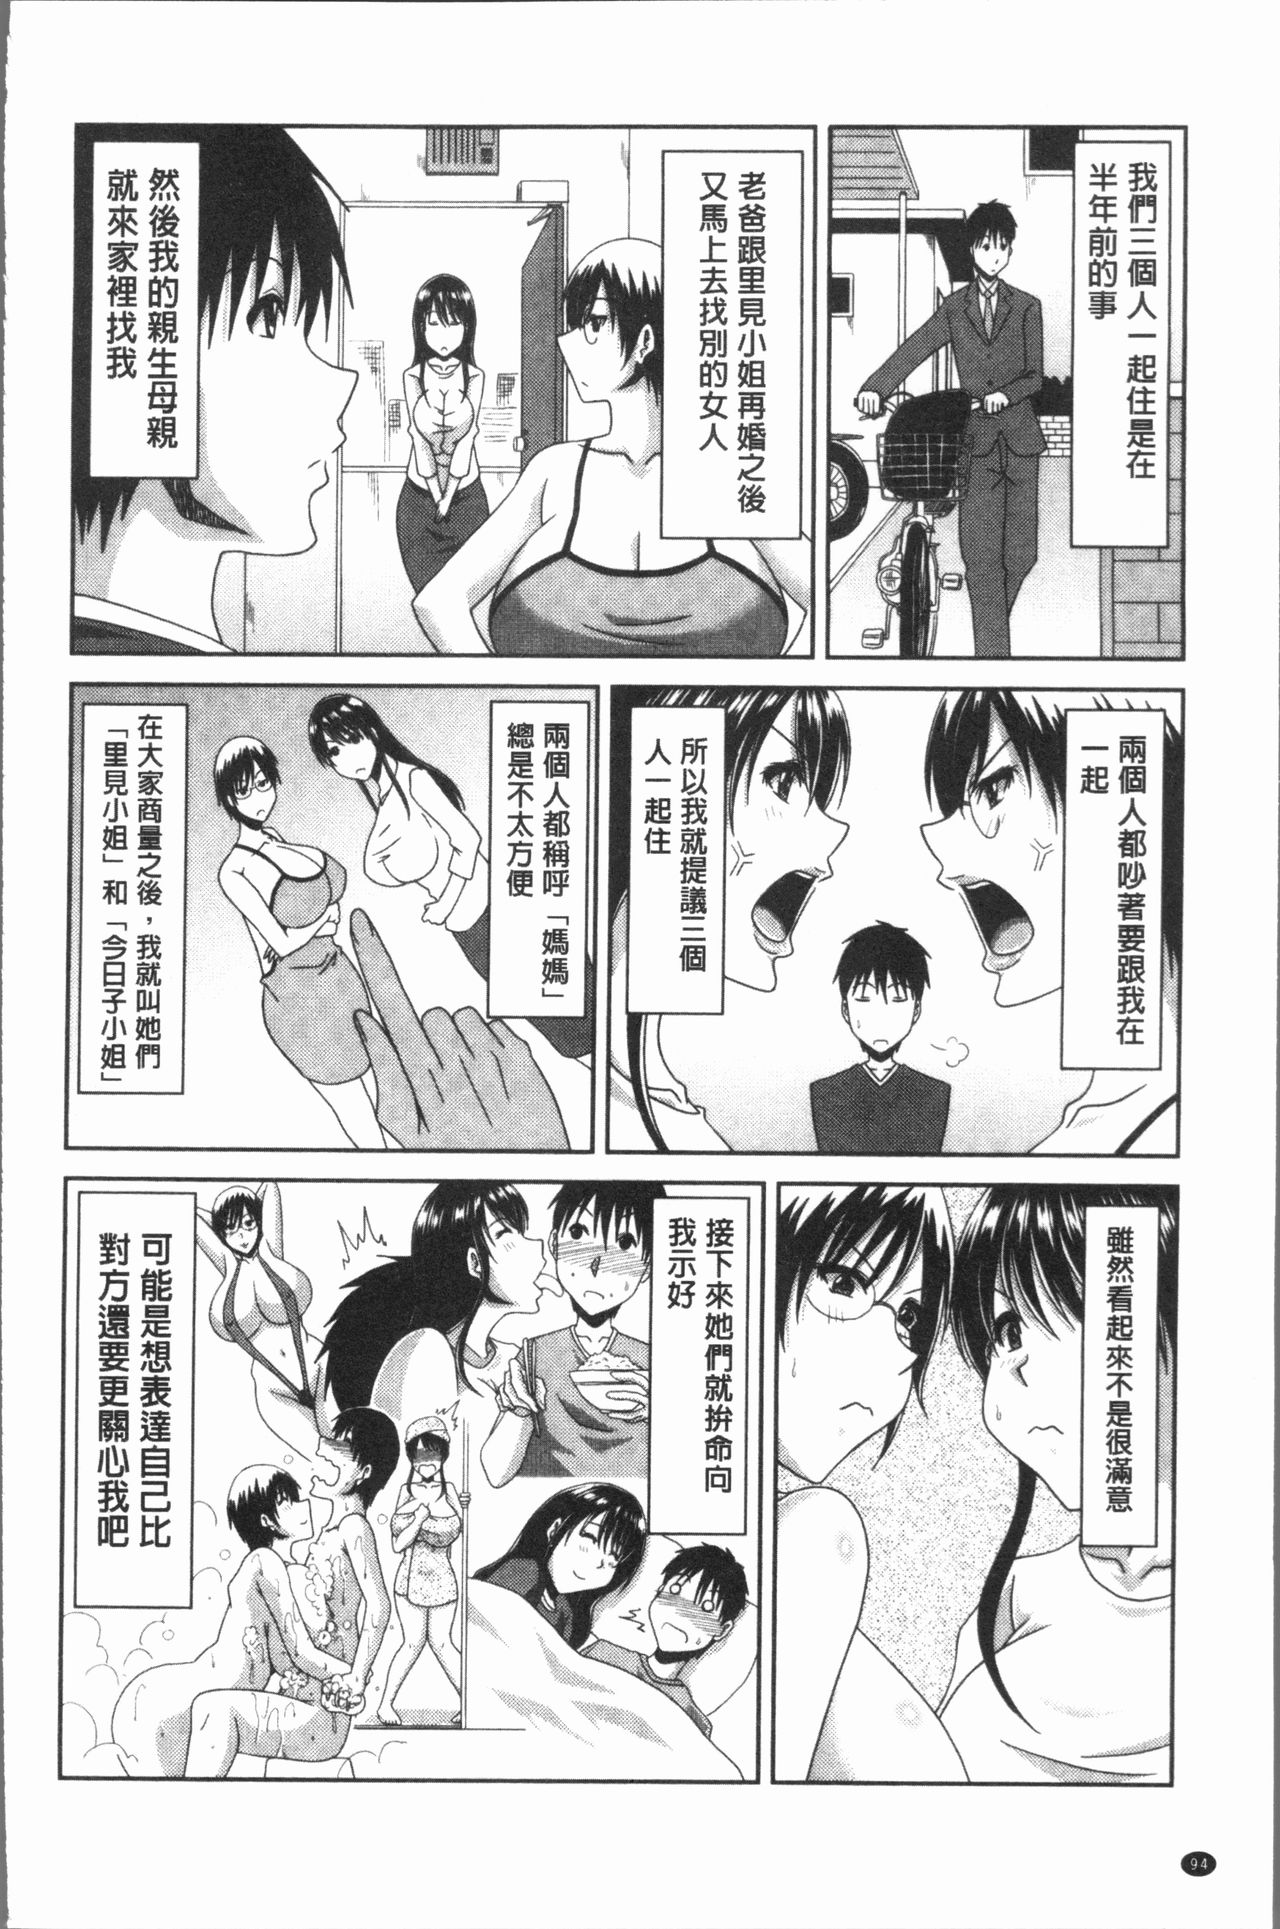 我們三個人一起住是在
半年前的事
老爸跟里見小姐再婚之後
又馬上去找別的女人
然後我的親生母親
就來家裡找我
兩個人都吵著要跟我在
一起
所以我就提議三個
人一起住
兩個人都稱呼「媽媽」
總是不太方便
在大家商量之後，我就叫她們
「里見小姐」和「今日子小姐」
雖然看起來不是很滿意
接下來她們就拚命向
我示好
可能是想表達自己比
對方還要更關心我吧
94